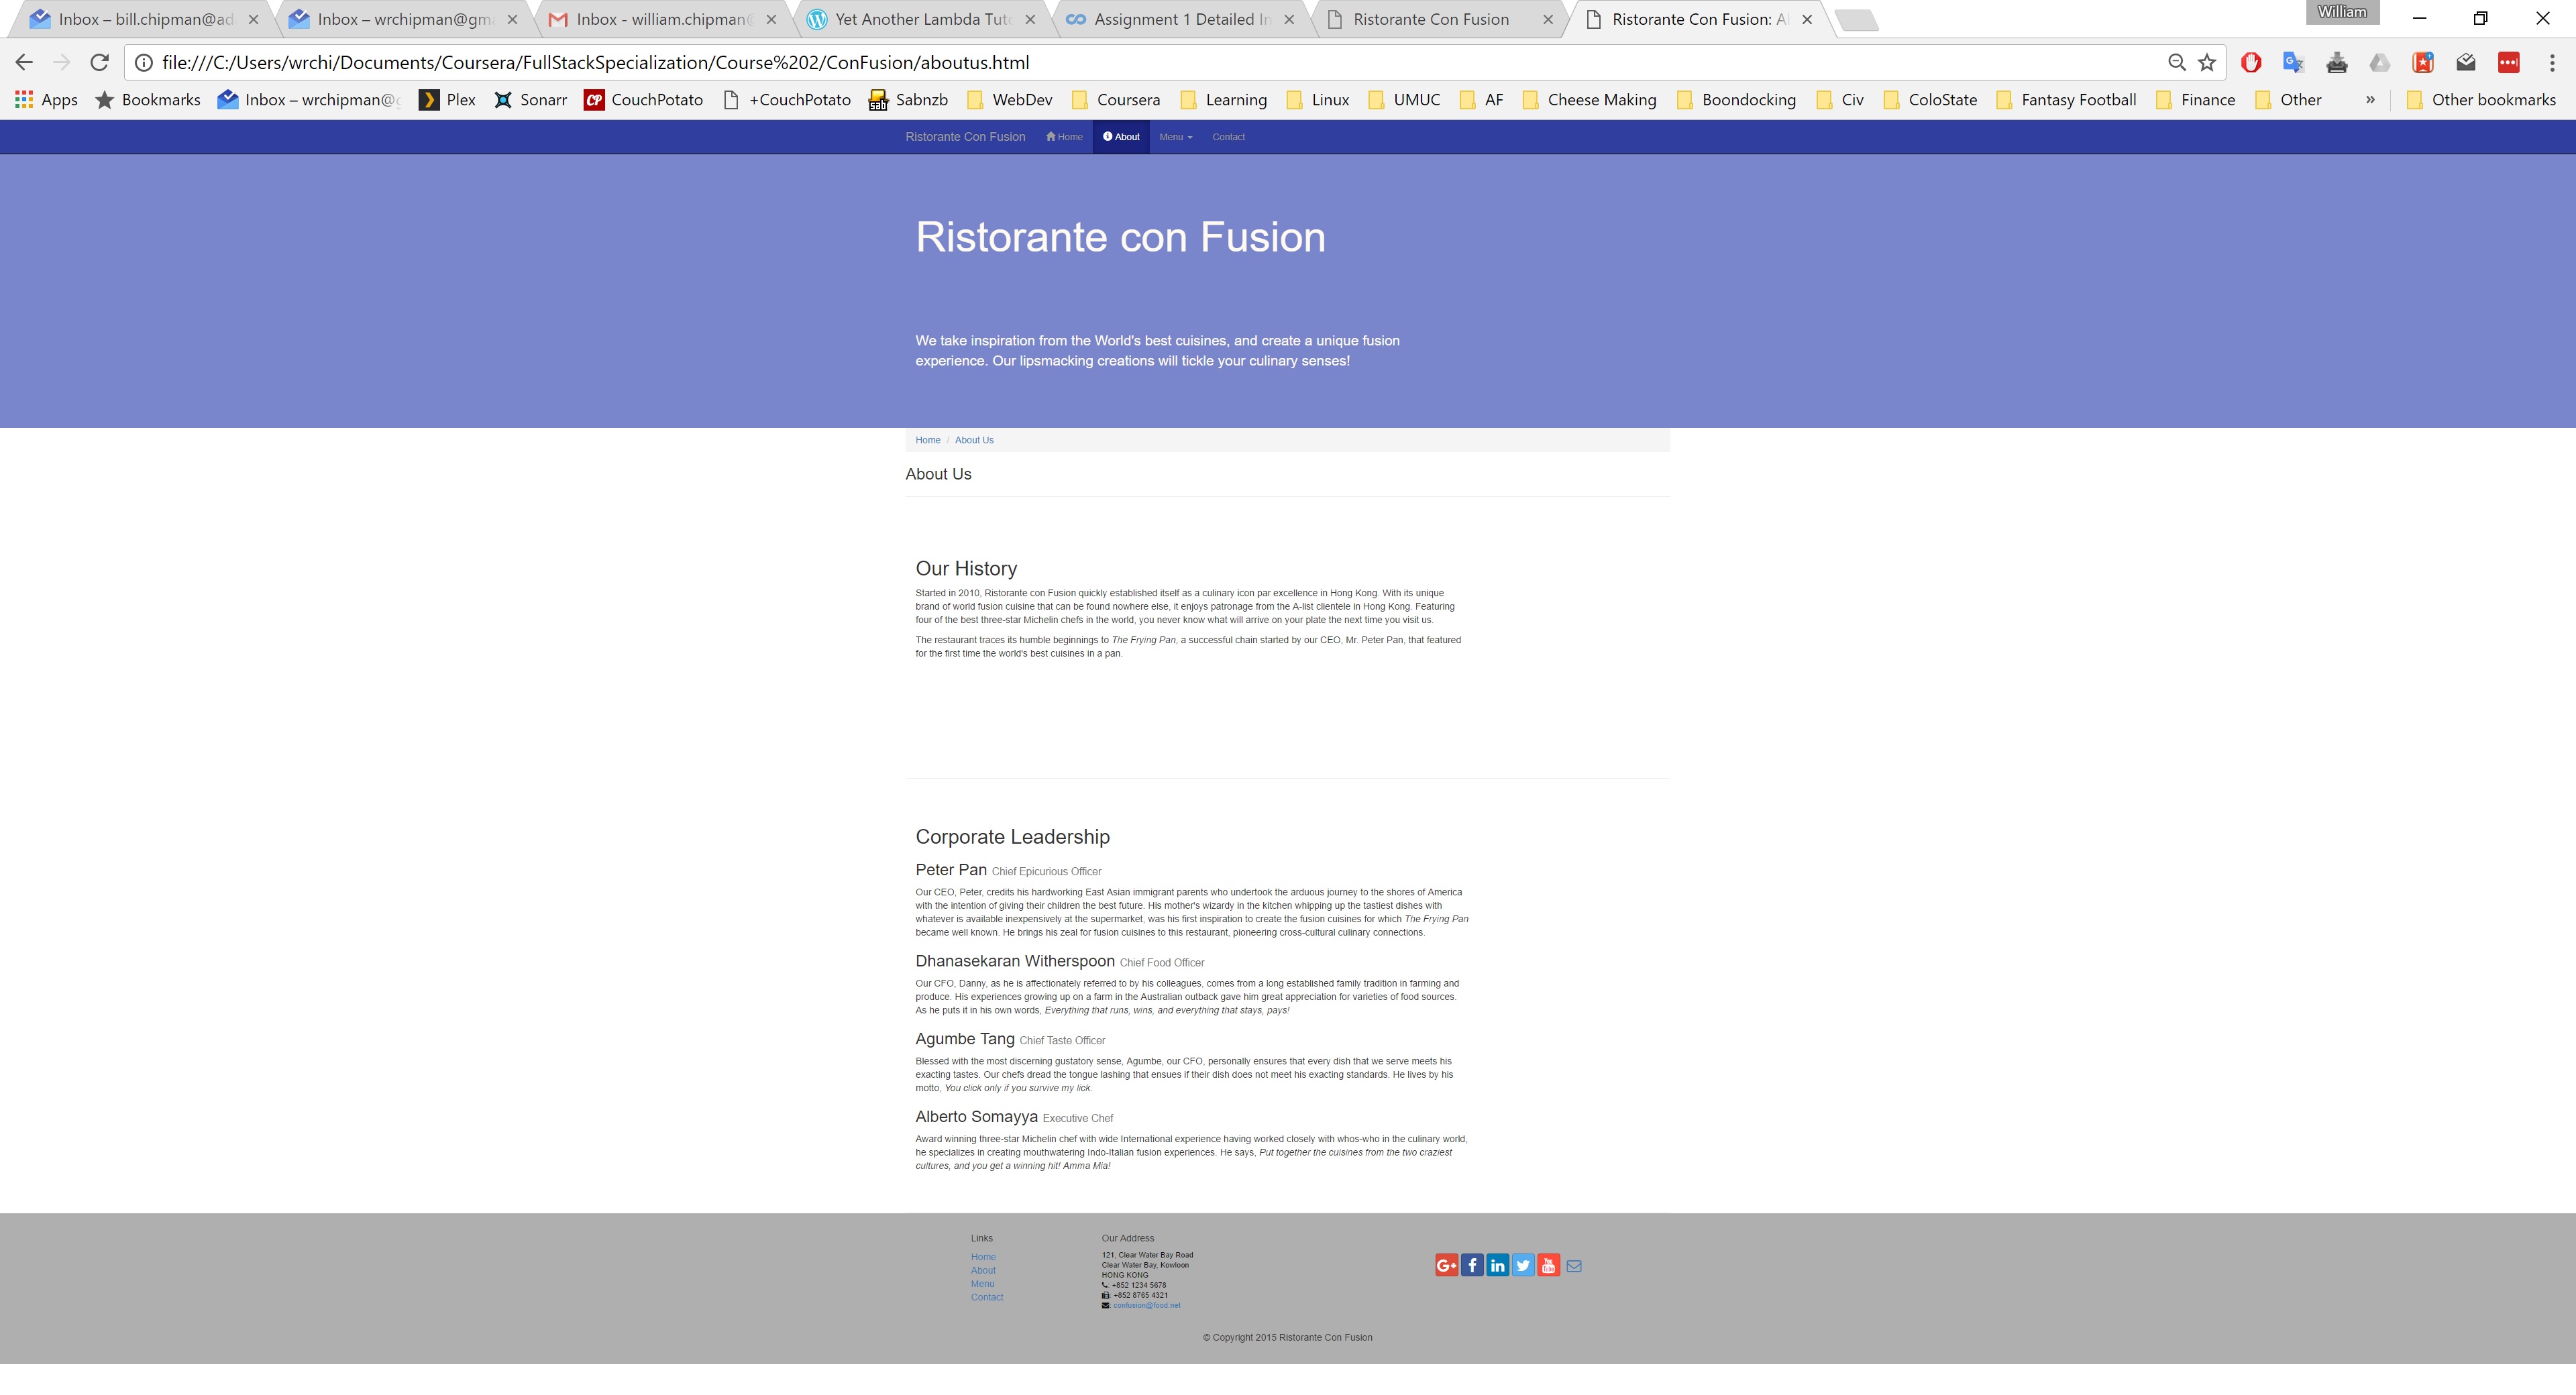 Inbox – bill.chipman@ad
Inbox – wrchipman@gm
Inbox - william.chipman@
Yet Another Lambda Tuto
Assignment 1 Detailed In
Ristorante Con Fusion
Ristorante Con Fusion: A
William
file:///C:/Users/wrchi/Documents/Coursera/FullStackSpecialization/Course%202/ConFusion/aboutus.html
Apps Bookmarks Inbox – wrchipman@g Plex Sonarr CouchPotato +CouchPotato Sabnzb WebDev Coursera Learning Linux UMUC AF Cheese Making Boondocking Civ ColoState Fantasy Football Finance Other » Other bookmarks
Ristorante Con Fusion Home About Menu Contact
Ristorante con Fusion
We take inspiration from the World's best cuisines, and create a unique fusion
experience. Our lipsmacking creations will tickle your culinary senses!
Home / About Us
About Us
Our History
Started in 2010, Ristorante con Fusion quickly established itself as a culinary icon par excellence in Hong Kong. With its unique
brand of world fusion cuisine that can be found nowhere else, it enjoys patronage from the A-list clientele in Hong Kong. Featuring
four of the best three-star Michelin chefs in the world, you never know what will arrive on your plate the next time you visit us.
The restaurant traces its humble beginnings to The Frying Pan, a successful chain started by our CEO, Mr. Peter Pan, that featured
for the first time the world's best cuisines in a pan.
Corporate Leadership
Peter Pan Chief Epicurious Officer
Our CEO, Peter, credits his hardworking East Asian immigrant parents who undertook the arduous journey to the shores of America
with the intention of giving their children the best future. His mother's wizardy in the kitchen whipping up the tastiest dishes with
whatever is available inexpensively at the supermarket, was his first inspiration to create the fusion cuisines for which The Frying Pan
became well known. He brings his zeal for fusion cuisines to this restaurant, pioneering cross-cultural culinary connections.
Dhanasekaran Witherspoon Chief Food Officer
Our CFO, Danny, as he is affectionately referred to by his colleagues, comes from a long established family tradition in farming and
produce. His experiences growing up on a farm in the Australian outback gave him great appreciation for varieties of food sources.
As he puts it in his own words, Everything that runs, wins, and everything that stays, pays!
Agumbe Tang Chief Taste Officer
Blessed with the most discerning gustatory sense, Agumbe, our CFO, personally ensures that every dish that we serve meets his
exacting tastes. Our chefs dread the tongue lashing that ensues if their dish does not meet his exacting standards. He lives by his
motto, You click only if you survive my lick.
Alberto Somayya Executive Chef
Award winning three-star Michelin chef with wide International experience having worked closely with whos-who in the culinary world,
he specializes in creating mouthwatering Indo-Italian fusion experiences. He says, Put together the cuisines from the two craziest
cultures, and you get a winning hit! Amma Mia!
Links
Home
About
Menu
Contact
Our Address
121, Clear Water Bay Road
Clear Water Bay, Kowloon
HONG KONG
: +852 1234 5678
: +852 8765 4321
: confusion@food.net
© Copyright 2015 Ristorante Con Fusion